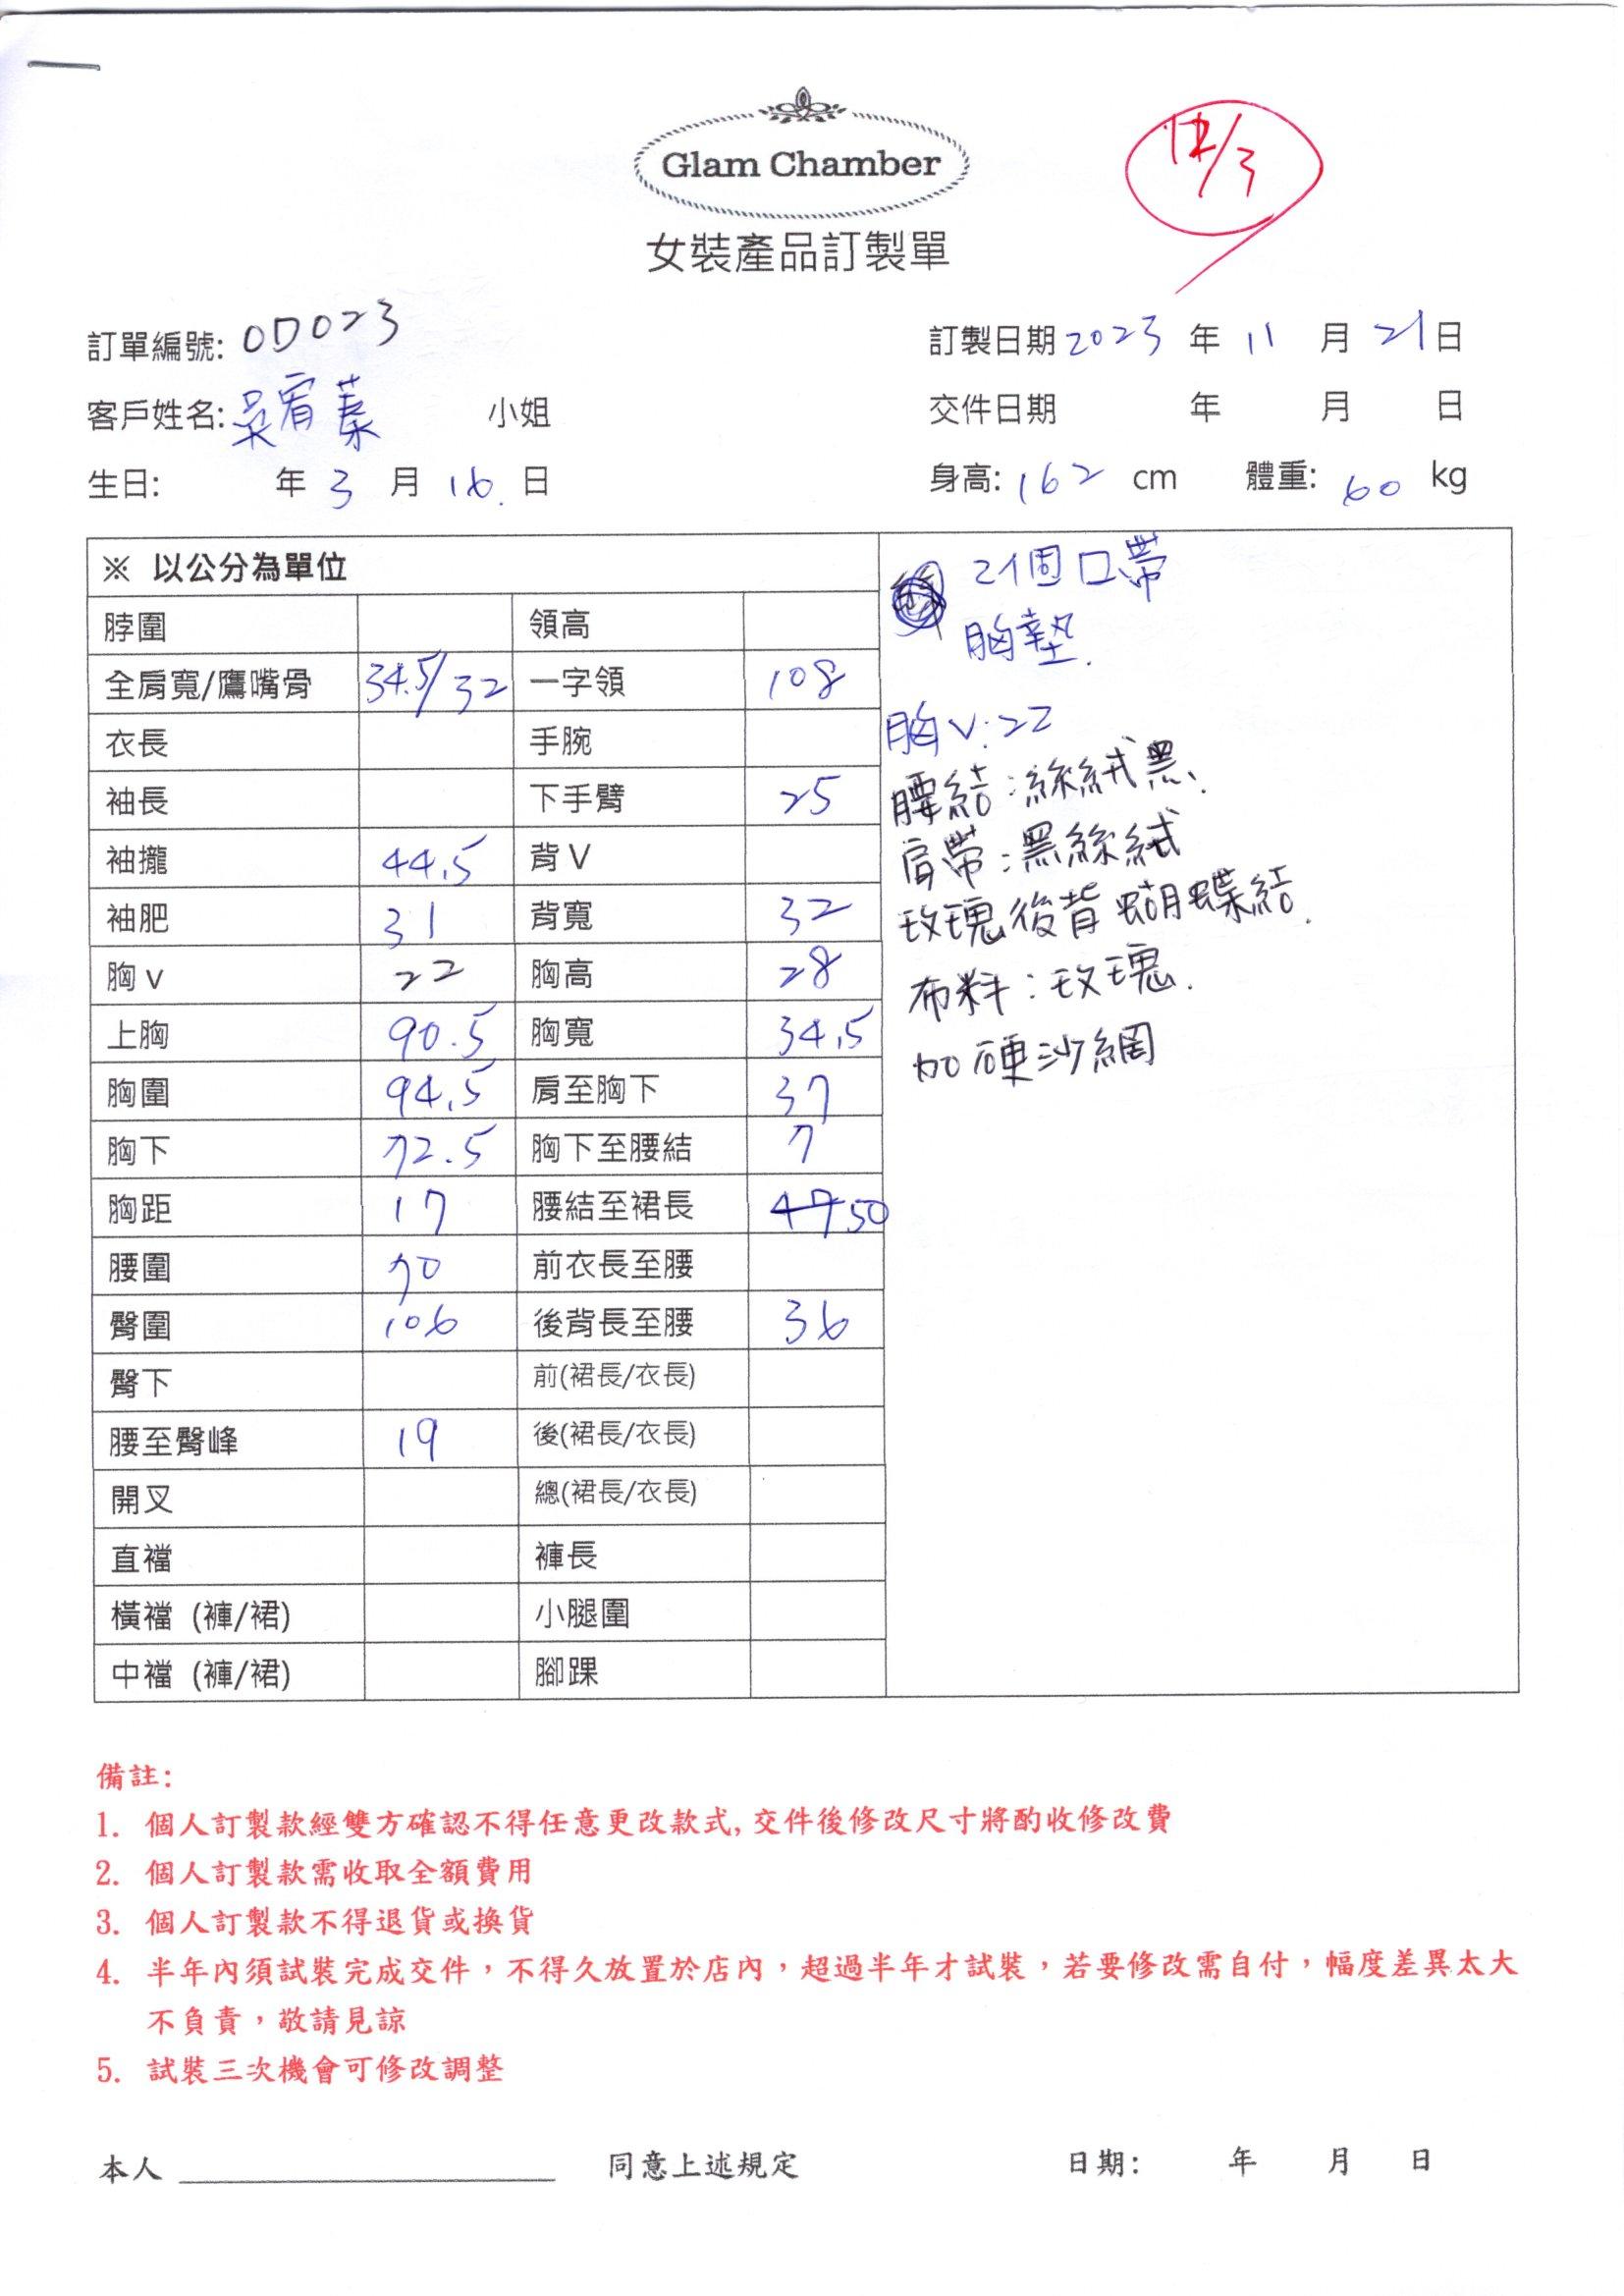 Glam Chamber
女裝產品訂製單
訂單編號: OD023
訂製日期 2023 年 11 月 21 日
客戶姓名: 吳宥蓁 小姐
交件日期 年 月 日
生日: 年 3 月 16. 日
身高: 162 cm 體重: 60 kg
※ 以公分為單位
脖圍 領高
全肩寬/鷹嘴骨 34.5/32 一字領 108
衣長 手腕
袖長 下手臂 25
袖攏 44.5 背V
袖肥 31 背寬 32
胸v 22 胸高 28
上胸 90.5 胸寬 34.5
胸圍 94.5 肩至胸下 37
胸下 72.5 胸下至腰結 7
胸距 17 腰結至裙長 47 50
腰圍 70 前衣長至腰
臀圍 106 後背長至腰 36
臀下 前(裙長/衣長)
腰至臀峰 19 後(裙長/衣長)
開叉 總(裙長/衣長)
直襠 褲長
橫襠 (褲/裙) 小腿圍
中襠 (褲/裙) 腳踝
2個口帶
胸墊.
胸V:22
腰結:絲絨黑.
肩帶:黑絲絨
玫瑰後背蝴蝶結.
布料:玫瑰.
加硬沙網
備註:
1. 個人訂製款經雙方確認不得任意更改款式,交件後修改尺寸將酌收修改費
2. 個人訂製款需收取全額費用
3. 個人訂製款不得退貨或換貨
4. 半年內須試裝完成交件，不得久放置於店內，超過半年才試裝，若要修改需自付，幅度差異太大
不負責，敬請見諒
5. 試裝三次機會可修改調整
本人 同意上述規定 日期: 年 月 日